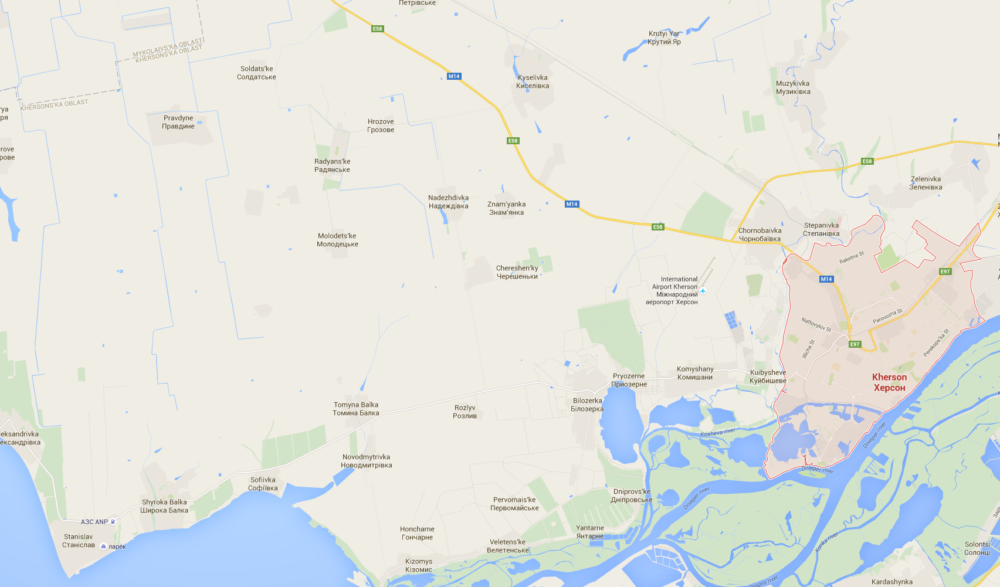 Петрівське
E58
MYKOLAIVS'KA OBLAST
KHERSONS'KA OBLAST
Krutyi Yar
Крутий Яр
Soldats'ke
Солдатське
M14
Kyselivka
Киселівка
Muzykivka
Музиківка
KHERSONS'KA OBLAST
Pravdyne
Правдине
Hrozove
Грозове
E58
E58
Radyans'ke
Радянське
Zelenivka
Зеленівка
Nadezhdivka
Надеждівка
Znam'yanka
Знам'янка
M14
E58
Stepanivka
Степанівка
Chornobaivka
Чорнобаївка
Molodets'ke
Молодецьке
Raketna St
Chereshen'ky
Черешеньки
E97
M14
International
Airport Kherson
Міжнародний
аеропорт Херсон
Parovozna St
Naftovykiv St
E97
Illicha St
Perekops'ka St
Kherson
Херсон
Komyshany
Комишани
Kuibysheve
Куйбишеве
Pryozerne
Приозерне
Bilozerka
Білозерка
Tomyna Balka
Томина Балка
Rozlyv
Розлив
Kosheva river
Dnieper river
leksandrivka
ександрівка
Novodmytrivka
Новодмитрівка
Dnieper river
Sofiivka
Софіївка
Dniprovs'ke
Дніпровське
Dnieper river
Shyroka Balka
Широка Балка
Pervomais'ke
Первомайське
АЗС ANP
Stanislav
Станіслав
ларёк
Honcharne
Гончарне
Yantarne
Янтарне
Veletens'ke
Велетенське
Konka river
Solontsi
Солонці
Kizomys
Кізомис
Dnipro river
Kardashynka